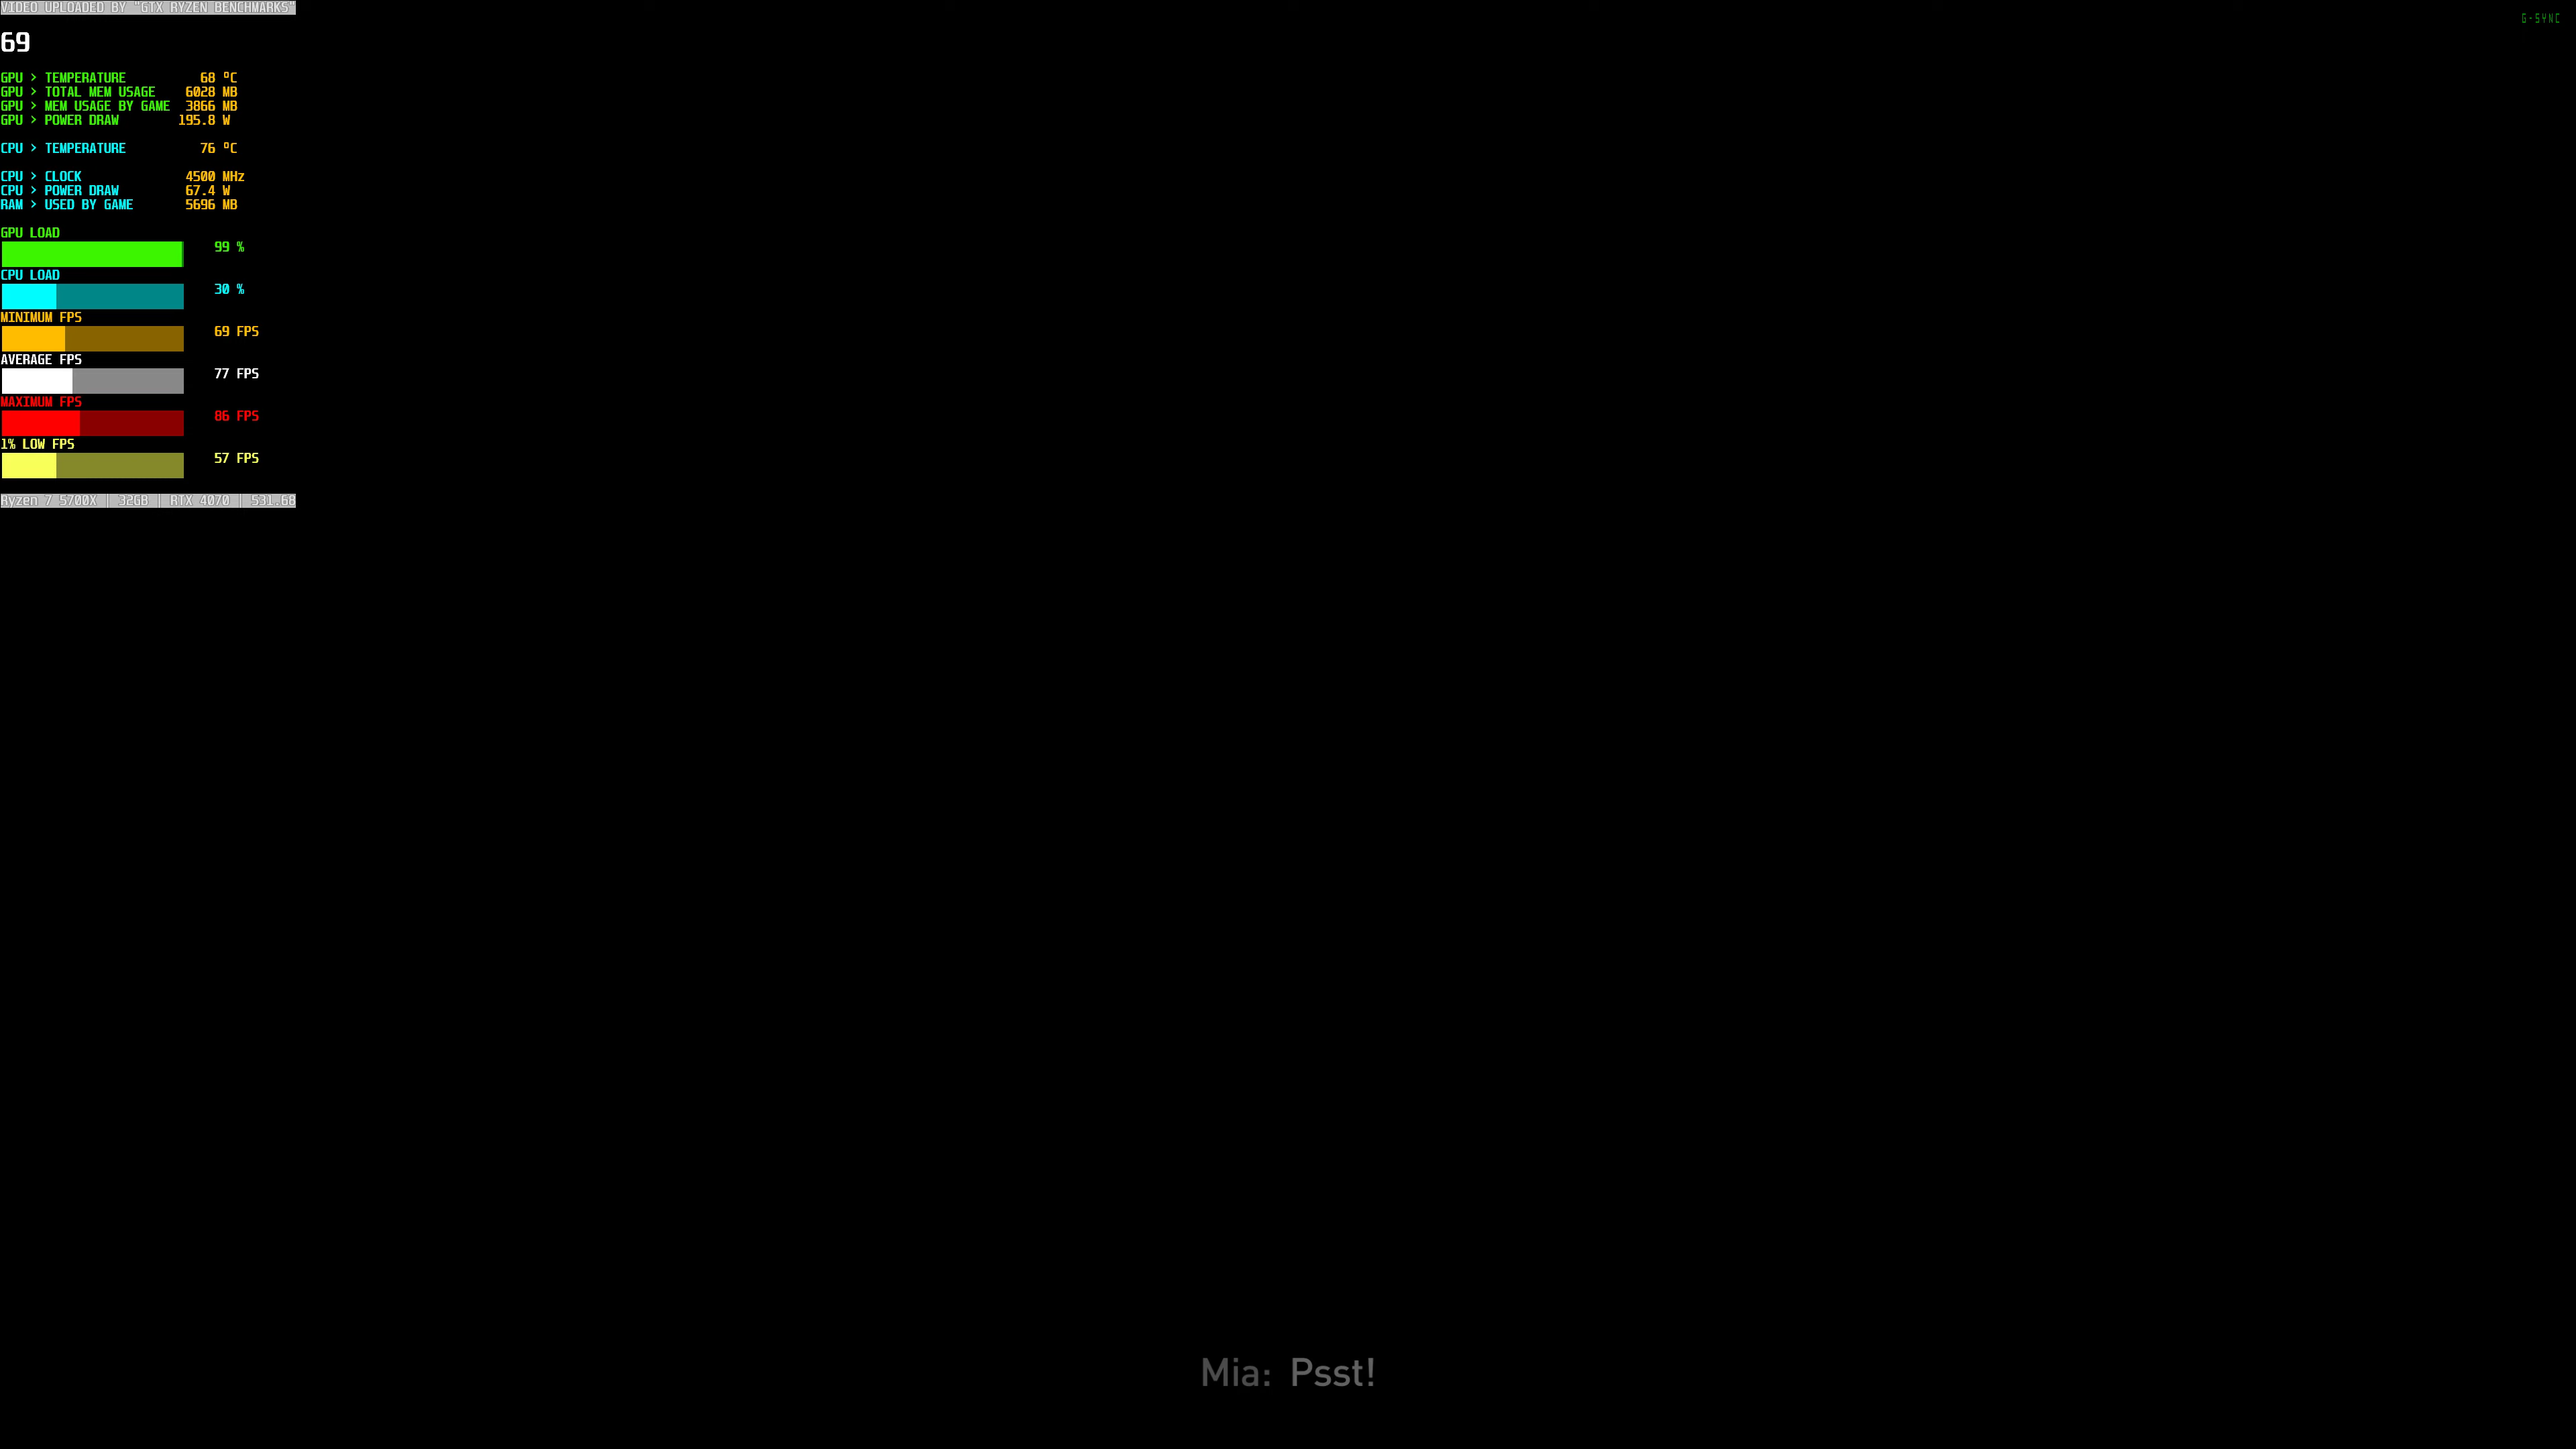 VIDEO UPLOADED BY "GTX RYZEN BENCHMARKS"
G-SYNC
69
GPU > TEMPERATURE 68 ºC
GPU > TOTAL MEM USAGE 6028 MB
GPU > MEM USAGE BY GAME 3866 MB
GPU > POWER DRAW 195.8 W
CPU > TEMPERATURE 76 ºC
CPU > CLOCK 4500 MHz
CPU > POWER DRAW 67.4 W
RAM > USED BY GAME 5696 MB
GPU LOAD
99 %
CPU LOAD
30 %
MINIMUM FPS
69 FPS
AVERAGE FPS
77 FPS
MAXIMUM FPS
86 FPS
1% LOW FPS
57 FPS
Ryzen 7 5700X | 32GB | RTX 4070 | 531.68
Mia: Psst!